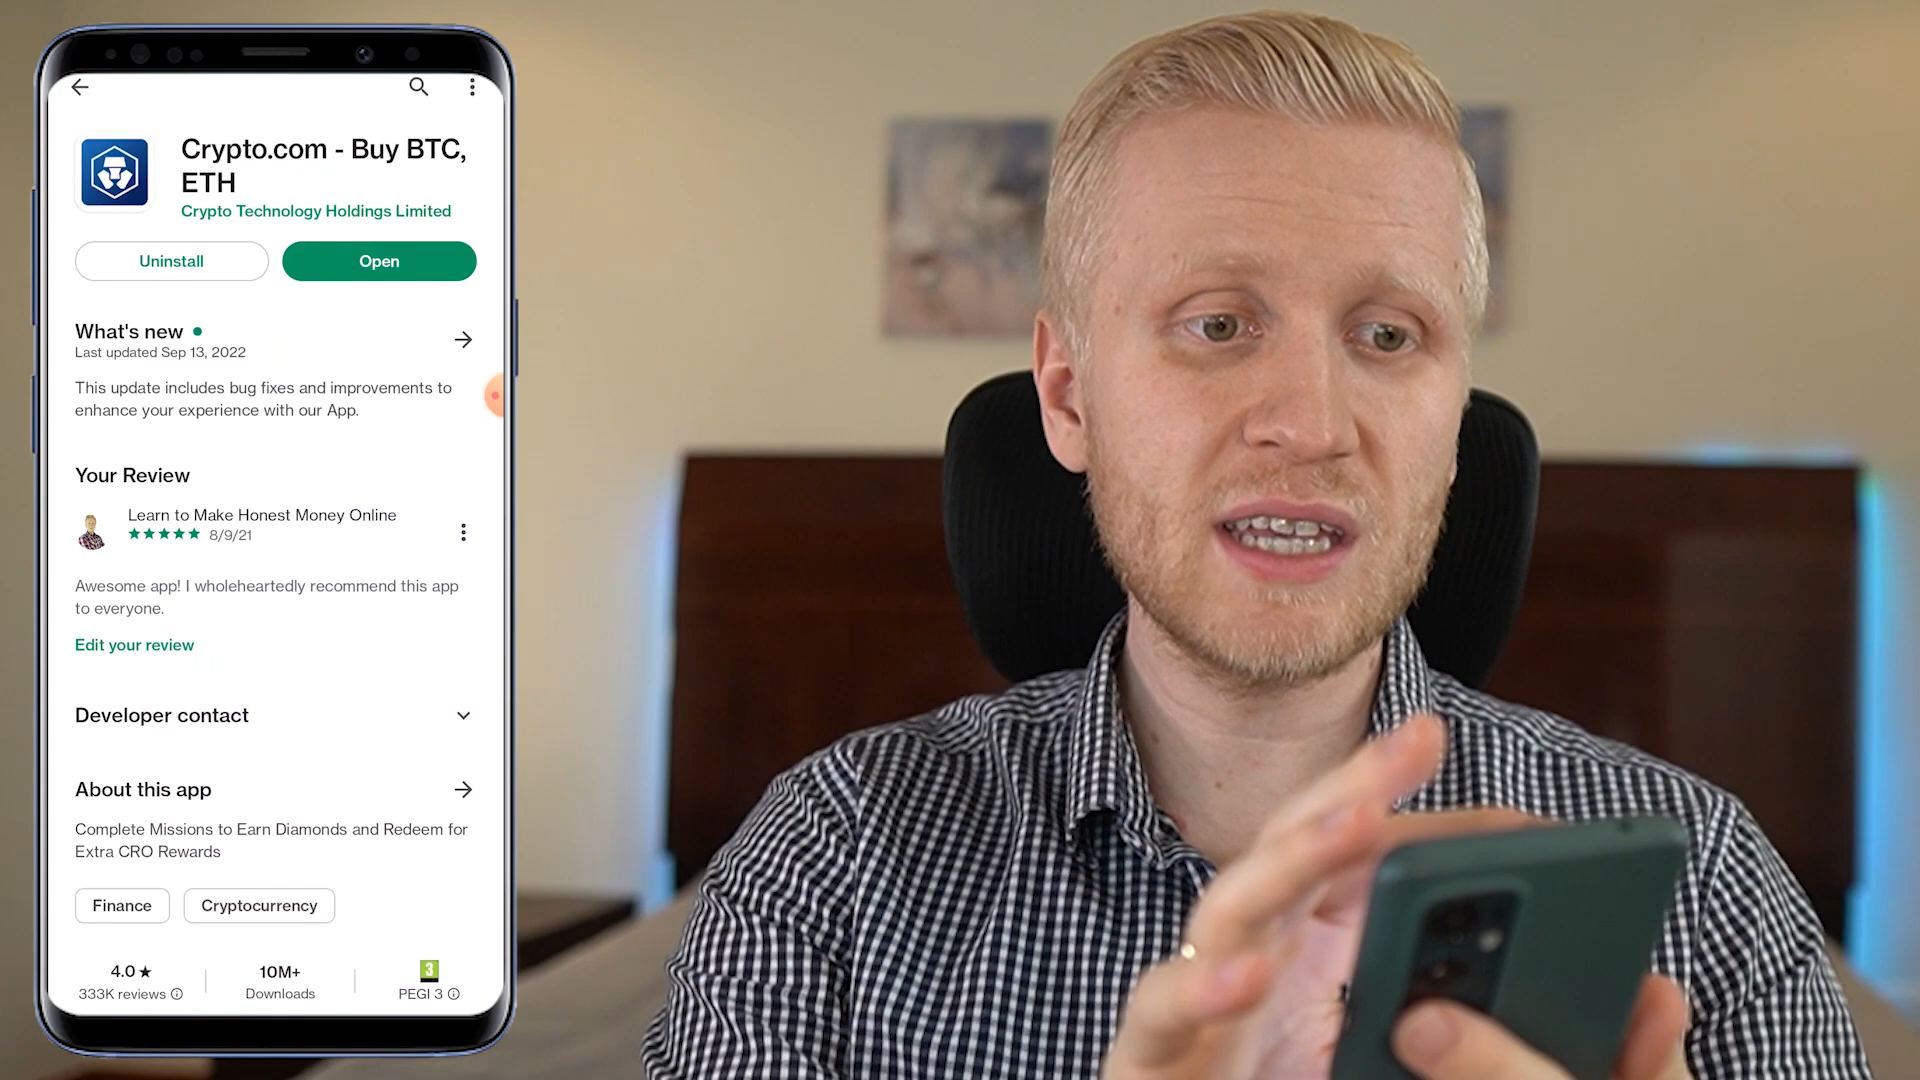 Crypto.com - Buy BTC,
ETH
Crypto Technology Holdings Limited
Uninstall
Open
What's new
Last updated Sep 13, 2022
This update includes bug fixes and improvements to
enhance your experience with our App.
Your Review
Learn to Make Honest Money Online
★★★★★ 8/9/21
Awesome app! I wholeheartedly recommend this app
to everyone.
Edit your review
Developer contact
About this app
Complete Missions to Earn Diamonds and Redeem for
Extra CRO Rewards
Finance
Cryptocurrency
4.0 ★
333K reviews
10M+
Downloads
3
PEGI 3